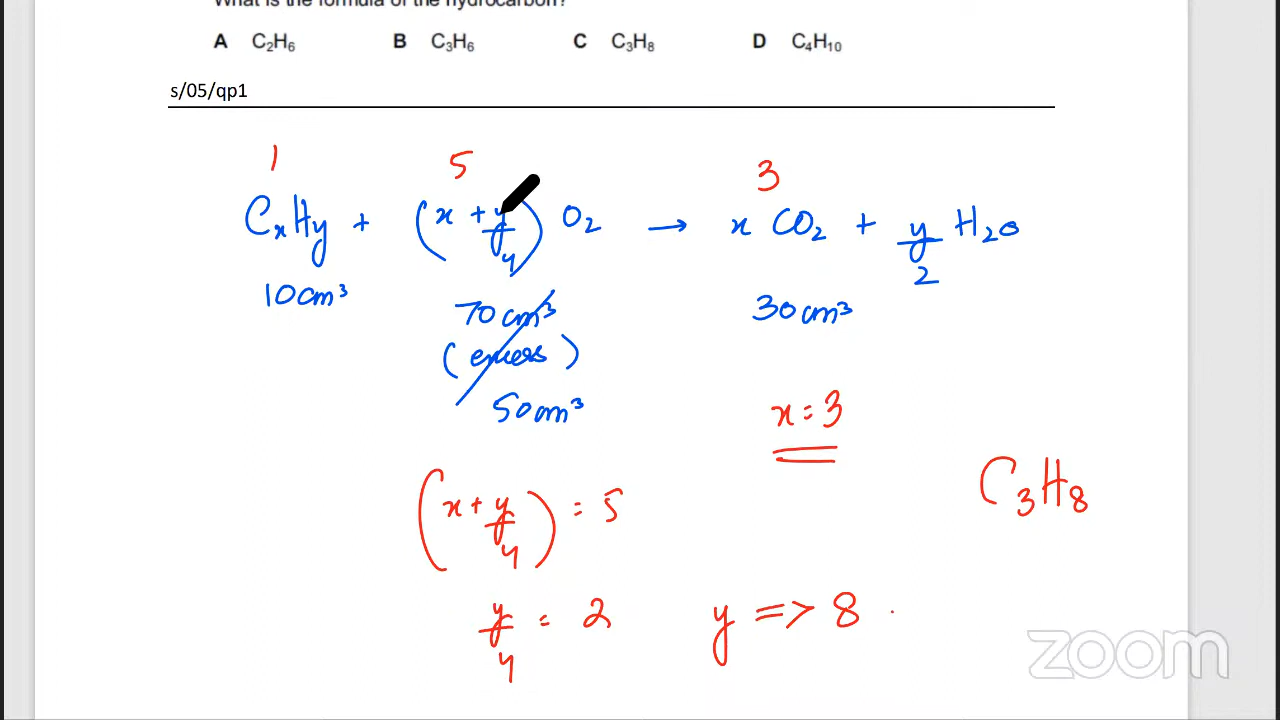 What is the formula of the hydrocarbon?
A C₂H₆ B C₃H₆ C C₃H₈ D C₄H₁₀
s/05/qp1
1 5 3
CxHy + (x + y/4) O₂ → x CO₂ + y/2 H₂O
10cm³ 70cm³ 30cm³
(excess)
50cm³
x = 3
C₃H₈
(x + y/4) = 5
y/4 = 2 y => 8
zoom